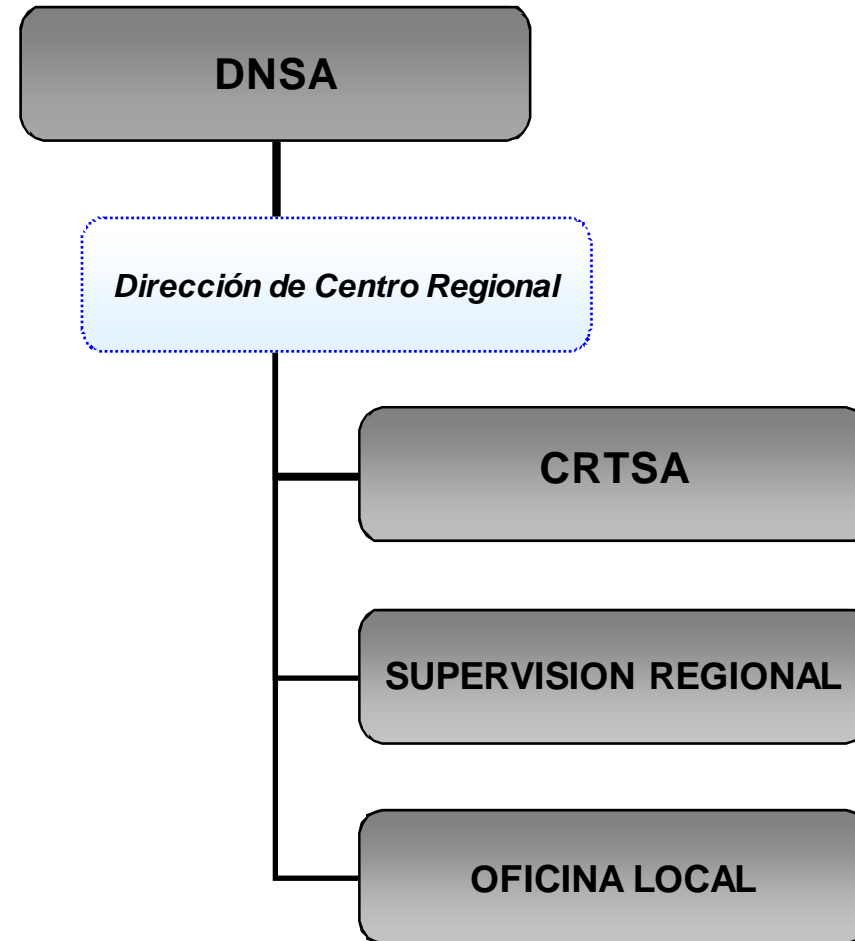 DNSA
Dirección de Centro Regional
CRTSA
SUPERVISION REGIONAL
OFICINA LOCAL